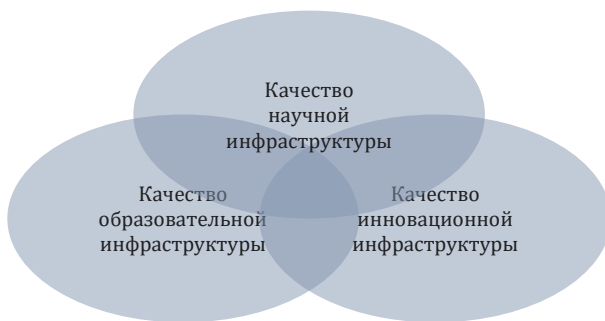 Качество
научной
инфраструктуры
Качество
образовательной
инфраструктуры
Качество
инновационной
инфраструктуры